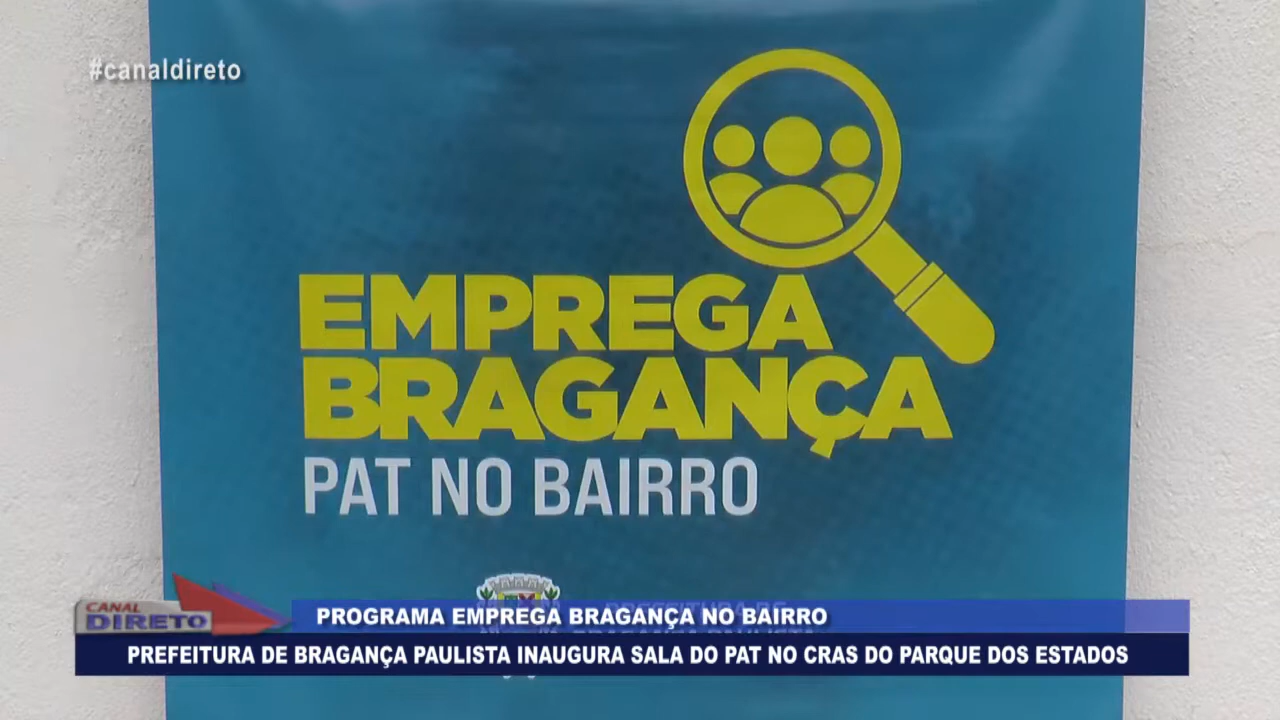 #canaldireto
EMPREGA
BRAGANÇA
PAT NO BAIRRO
CANAL
DIRETO
PROGRAMA EMPREGA BRAGANÇA NO BAIRRO
PREFEITURA DE BRAGANÇA PAULISTA INAUGURA SALA DO PAT NO CRAS DO PARQUE DOS ESTADOS